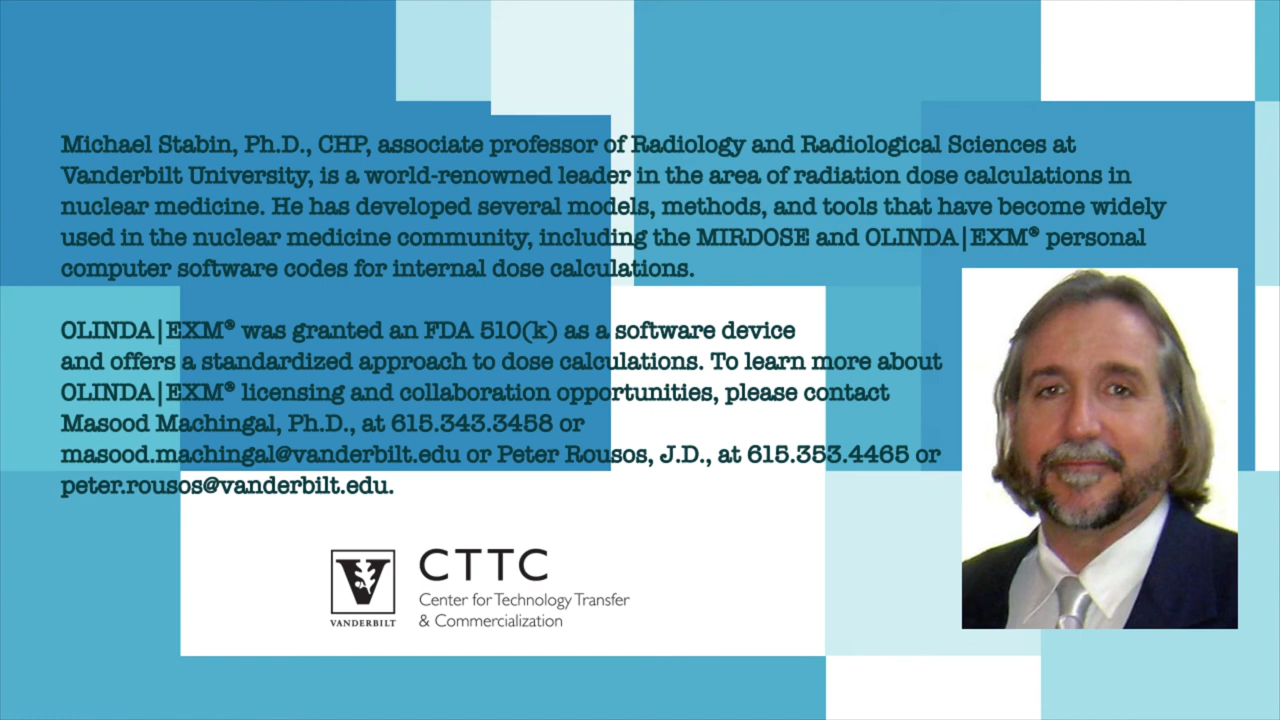 Michael Stabin, Ph.D., CHP, associate professor of Radiology and Radiological Sciences at
Vanderbilt University, is a world-renowned leader in the area of radiation dose calculations in
nuclear medicine. He has developed several models, methods, and tools that have become widely
used in the nuclear medicine community, including the MIRDOSE and OLINDA|EXM® personal
computer software codes for internal dose calculations.
OLINDA|EXM® was granted an FDA 510(k) as a software device
and offers a standardized approach to dose calculations. To learn more about
OLINDA|EXM® licensing and collaboration opportunities, please contact
Masood Machingal, Ph.D., at 615.343.3458 or
masood.machingal@vanderbilt.edu or Peter Rousos, J.D., at 615.353.4465 or
peter.rousos@vanderbilt.edu.
V
VANDERBILT
CTTC
Center for Technology Transfer
& Commercialization